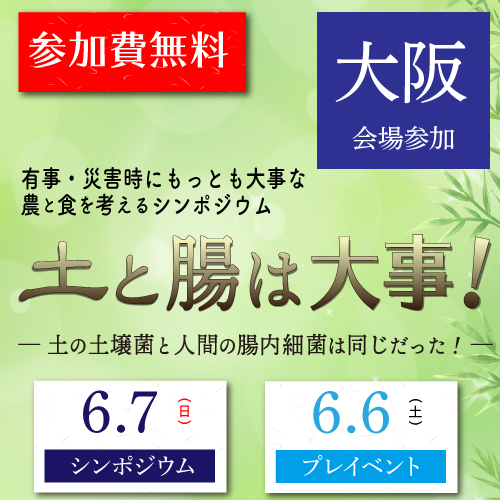 参加費無料
大阪
会場参加
有事・災害時にもっとも大事な
農と食を考えるシンポジウム
土と腸は大事!
― 土の土壌菌と人間の腸内細菌は同じだった! ―
6.7(日)
シンポジウム
6.6(土)
プレイベント